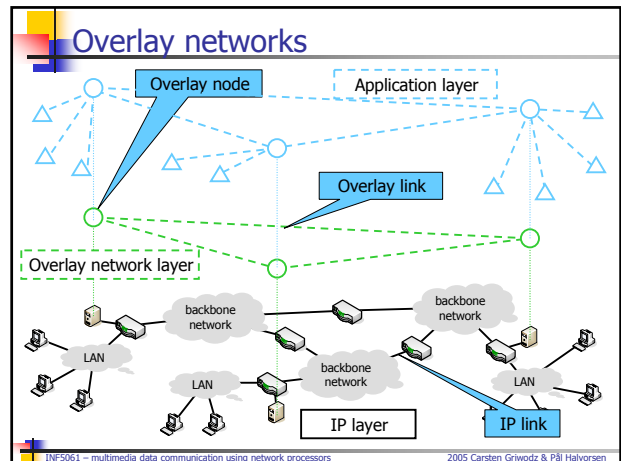 Overlay networks
Overlay node
Application layer
Overlay link
Overlay network layer
backbone
network
backbone
network
LAN
backbone
network
LAN
LAN
IP layer
IP link
INF5061 – multimedia data communication using network processors
2005 Carsten Griwodz & Pål Halvorsen